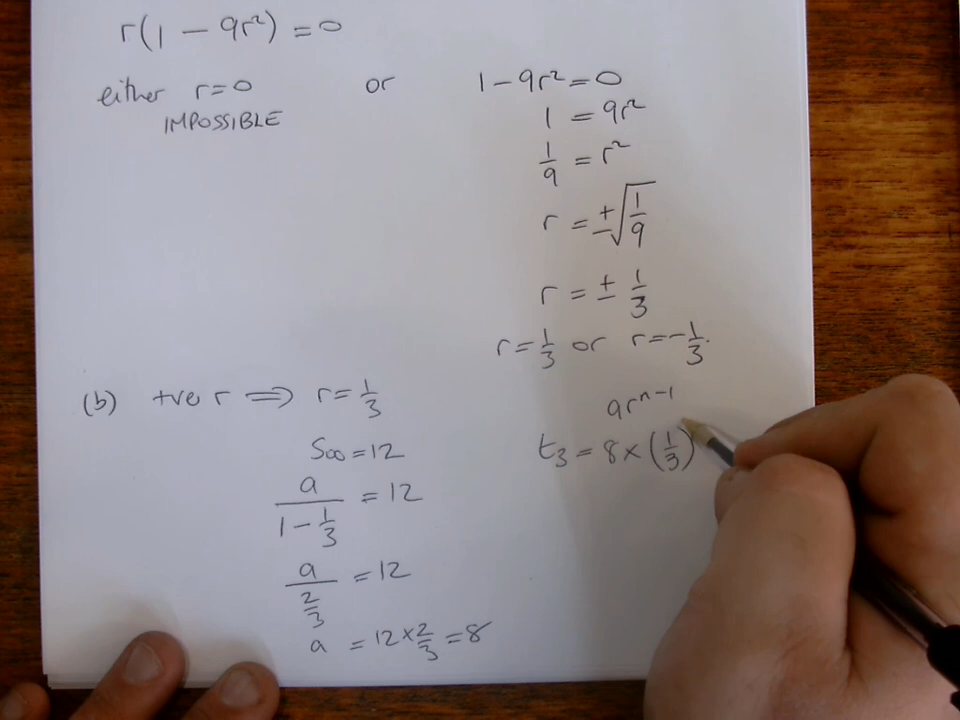 r(1 − 9r²) = 0
either r=0 or 1−9r²=0
IMPOSSIBLE
1 = 9r²
1/9 = r²
r = ±√(1/9)
r = ± 1/3
r=1/3 or r=−1/3.
(b) +ve r ⟹ r=1/3
S∞ =12
a/(1−1/3) = 12
a/(2/3) = 12
a = 12×2/3 = 8
ar^(n−1)
t₃ = 8×(1/3)